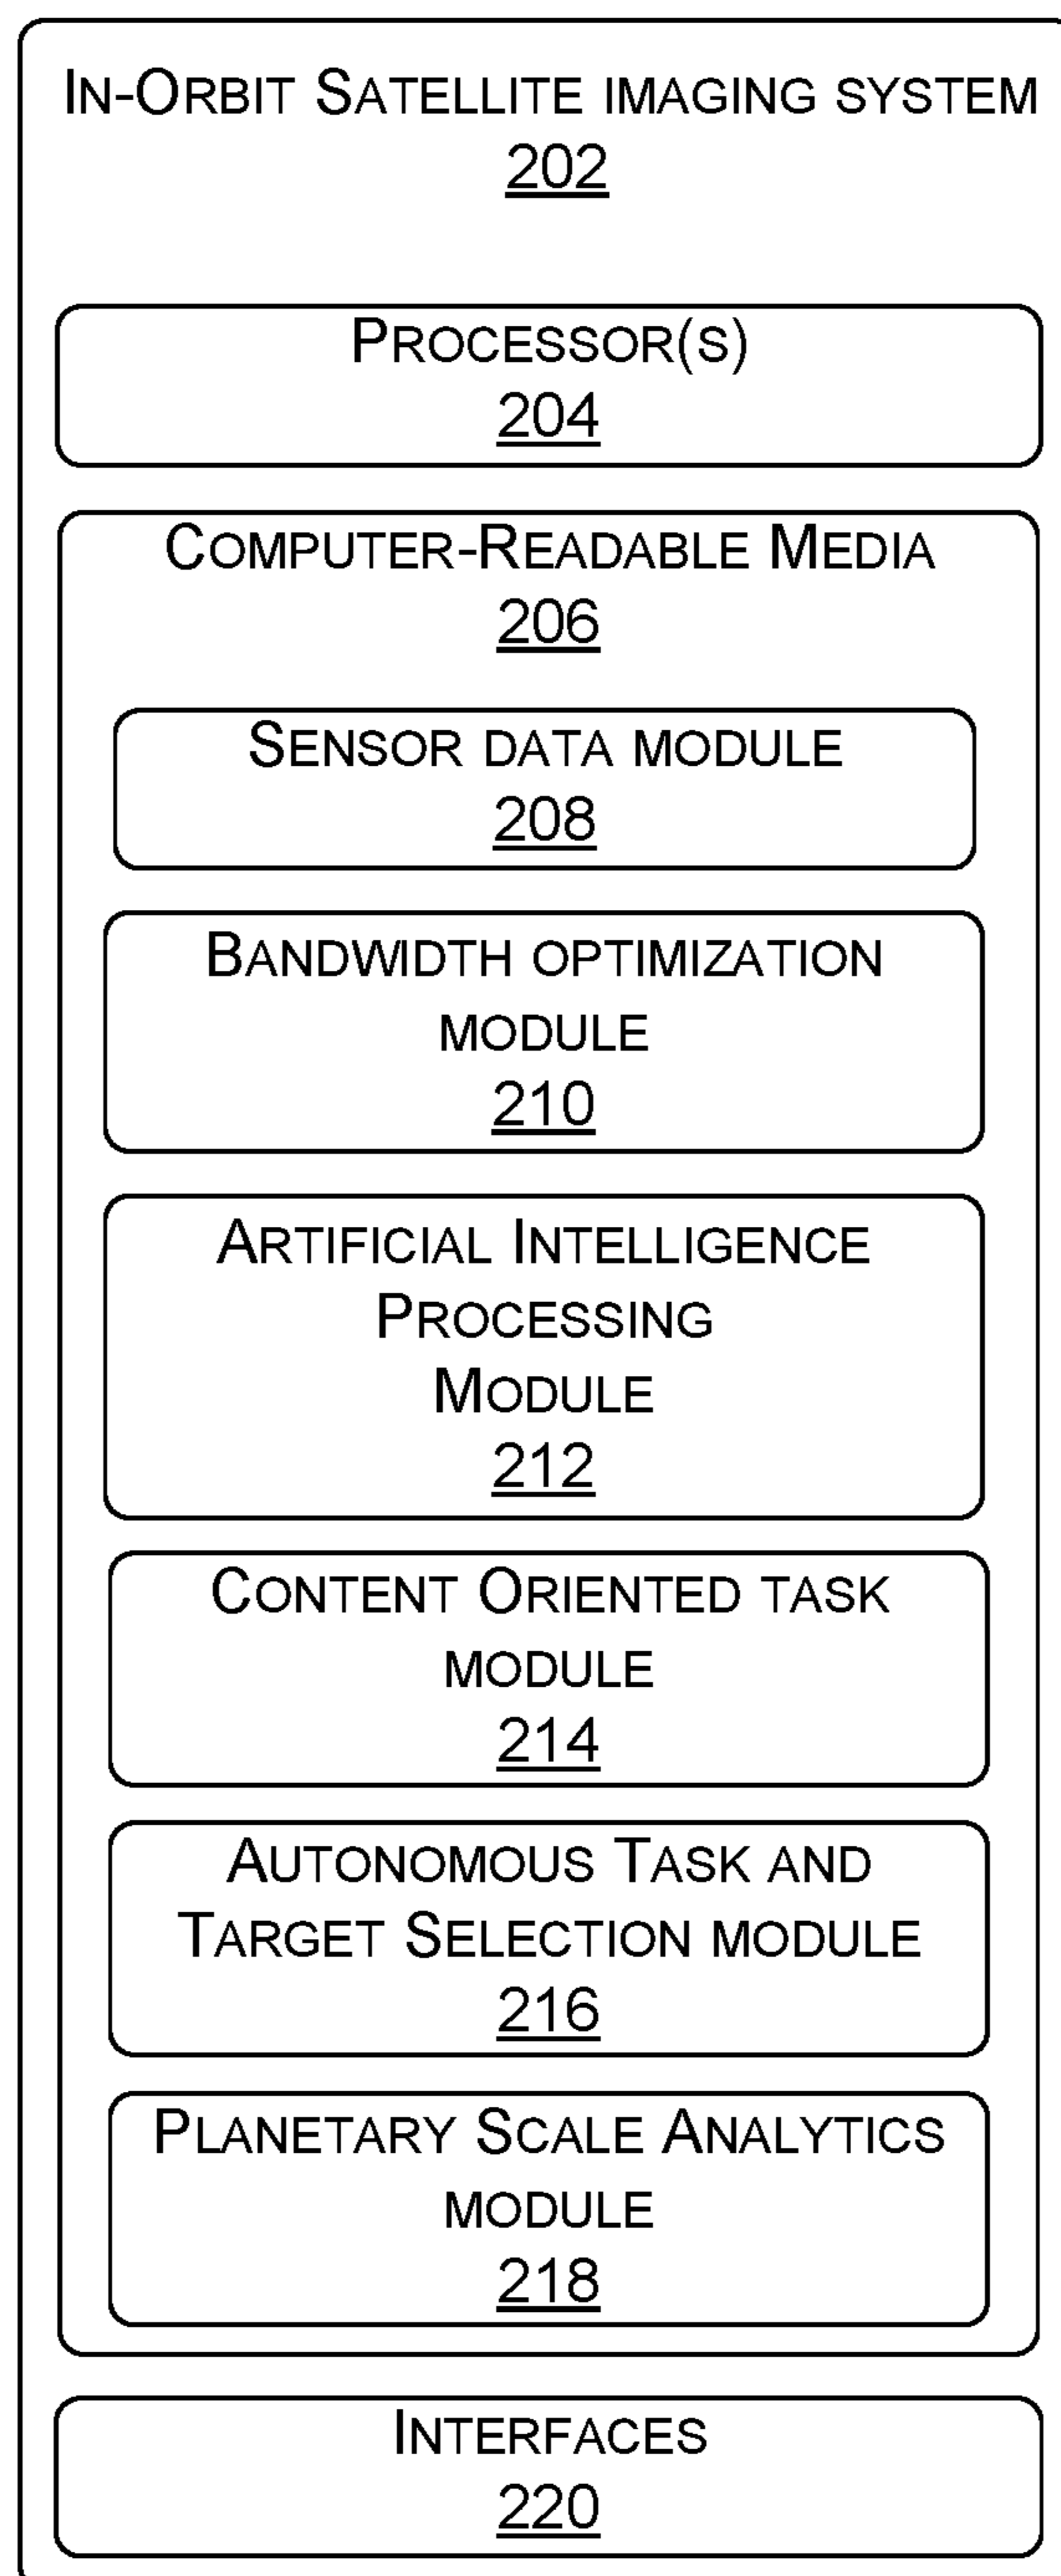 In-Orbit Satellite imaging system
202
Processor(s)
204
Computer-Readable Media
206
Sensor data module
208
Bandwidth optimization
module
210
Artificial Intelligence
Processing
Module
212
Content Oriented task
module
214
Autonomous Task and
Target Selection module
216
Planetary Scale Analytics
module
218
Interfaces
220